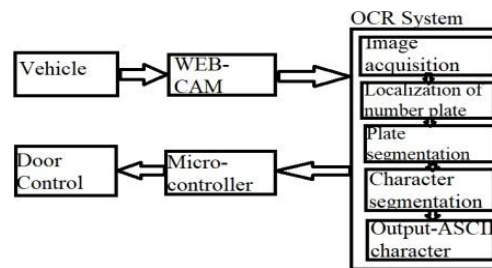 OCR System
Vehicle
WEB-
CAM
Image
acquisition
Localization of
number plate
Plate
segmentation
Door
Control
Micro-
controller
Character
segmentation
Output-ASCII
character